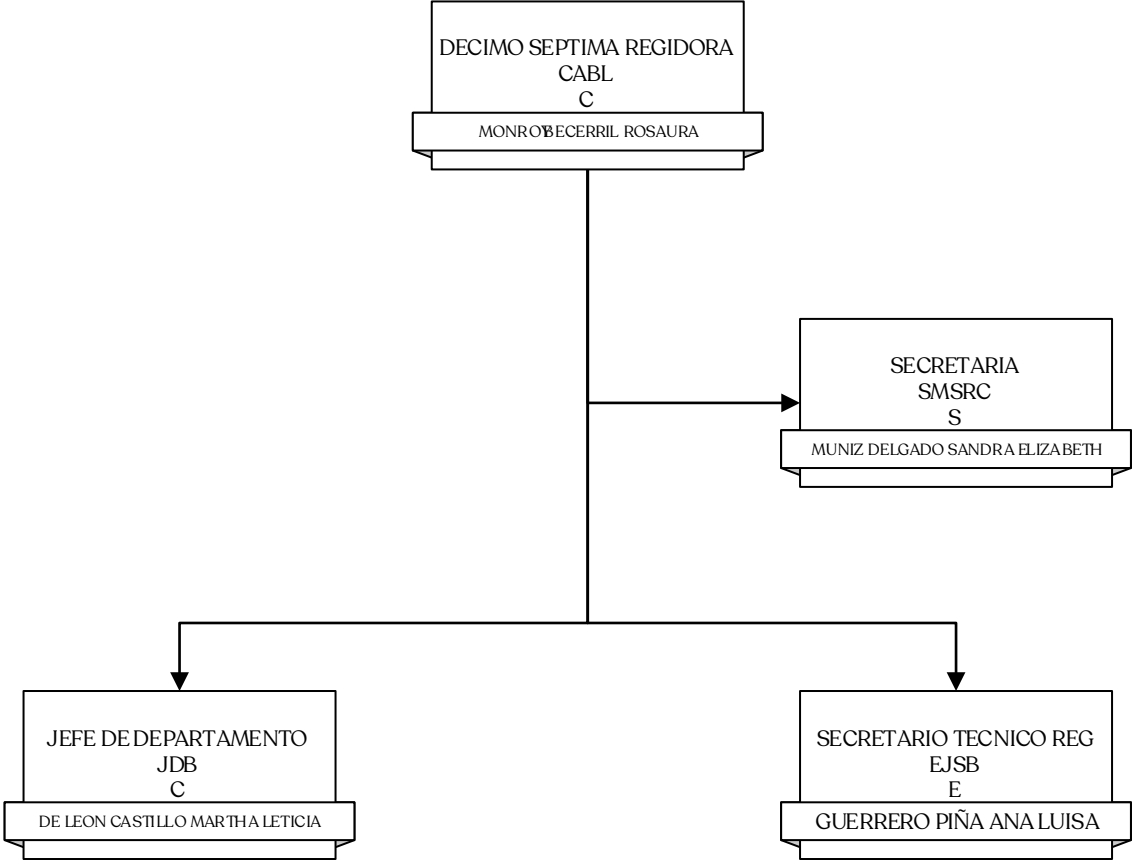 DECIMO SEPTIMA REGIDORA
CABL
C
MONROY BECERRIL ROSAURA
SECRETARIA
SMSRC
S
MUNIZ DELGADO SANDRA ELIZABETH
JEFE DE DEPARTAMENTO
JDB
C
DE LEON CASTILLO MARTHA LETICIA
SECRETARIO TECNICO REG
EJSB
E
GUERRERO PIÑA ANA LUISA